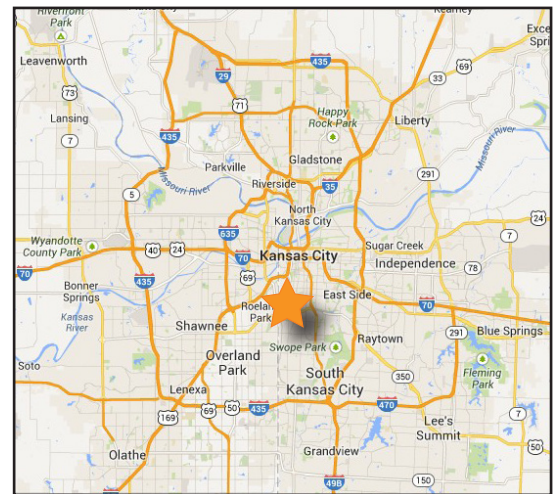 Riverfront
Park
Kearney
Leavenworth
Exce
Spri
435
29
69
33
73
71
Happy
Rock Park
Liberty
Lansing
7
435
Missouri River
Parkville
Gladstone
291
Missouri River
5
Riverside
35
North
Kansas City
24
Wyandotte
County Park
635
7
40
24
70
Kansas City
Sugar Creek
Independence
78
70
69
435
Bonner
Springs
East Side
70
Kansas
River
Roeland
Park
291
Blue Springs
Shawnee
Swope Park
Raytown
Soto
Overland
Park
350
Fleming
Park
South
Kansas City
Lenexa
470
7
169
69
50
435
Lee's
Summit
50
Olathe
Grandview
49B
150